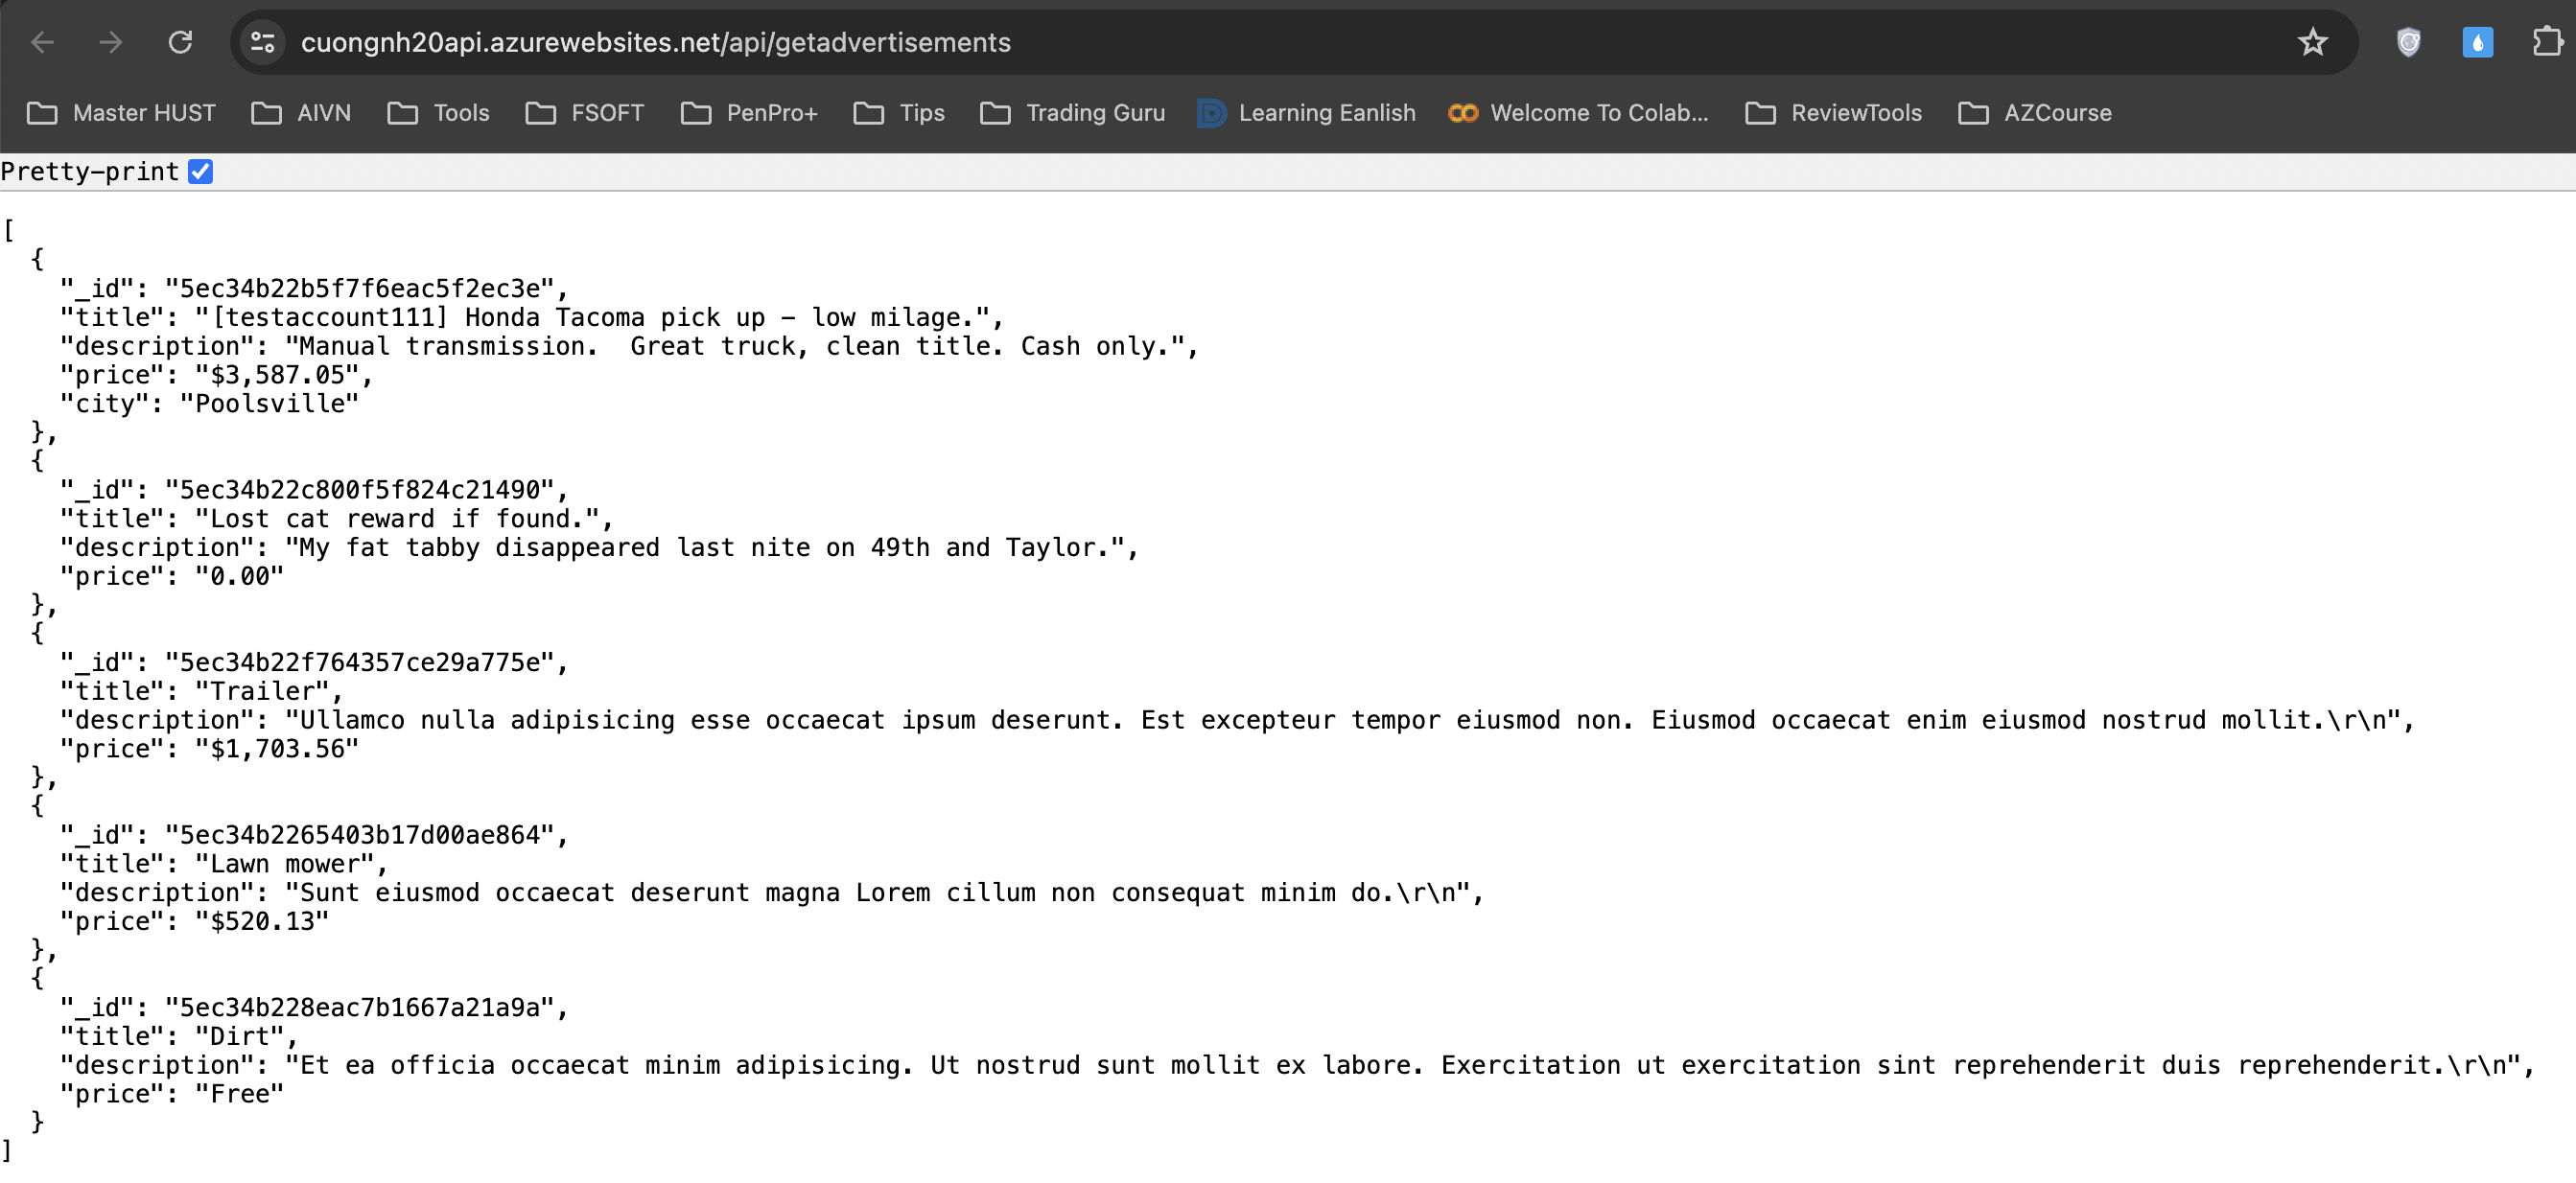 cuongnh20api.azurewebsites.net/api/getadvertisements
Master HUST AIVN Tools FSOFT PenPro+ Tips Trading Guru Learning Eanlish Welcome To Colab... ReviewTools AZCourse
Pretty-print
[
  {
    "_id": "5ec34b22b5f7f6eac5f2ec3e",
    "title": "[testaccount111] Honda Tacoma pick up - low milage.",
    "description": "Manual transmission.  Great truck, clean title. Cash only.",
    "price": "$3,587.05",
    "city": "Poolsville"
  },
  {
    "_id": "5ec34b22c800f5f824c21490",
    "title": "Lost cat reward if found.",
    "description": "My fat tabby disappeared last nite on 49th and Taylor.",
    "price": "0.00"
  },
  {
    "_id": "5ec34b22f764357ce29a775e",
    "title": "Trailer",
    "description": "Ullamco nulla adipisicing esse occaecat ipsum deserunt. Est excepteur tempor eiusmod non. Eiusmod occaecat enim eiusmod nostrud mollit.\r\n",
    "price": "$1,703.56"
  },
  {
    "_id": "5ec34b2265403b17d00ae864",
    "title": "Lawn mower",
    "description": "Sunt eiusmod occaecat deserunt magna Lorem cillum non consequat minim do.\r\n",
    "price": "$520.13"
  },
  {
    "_id": "5ec34b228eac7b1667a21a9a",
    "title": "Dirt",
    "description": "Et ea officia occaecat minim adipisicing. Ut nostrud sunt mollit ex labore. Exercitation ut exercitation sint reprehenderit duis reprehenderit.\r\n",
    "price": "Free"
  }
]